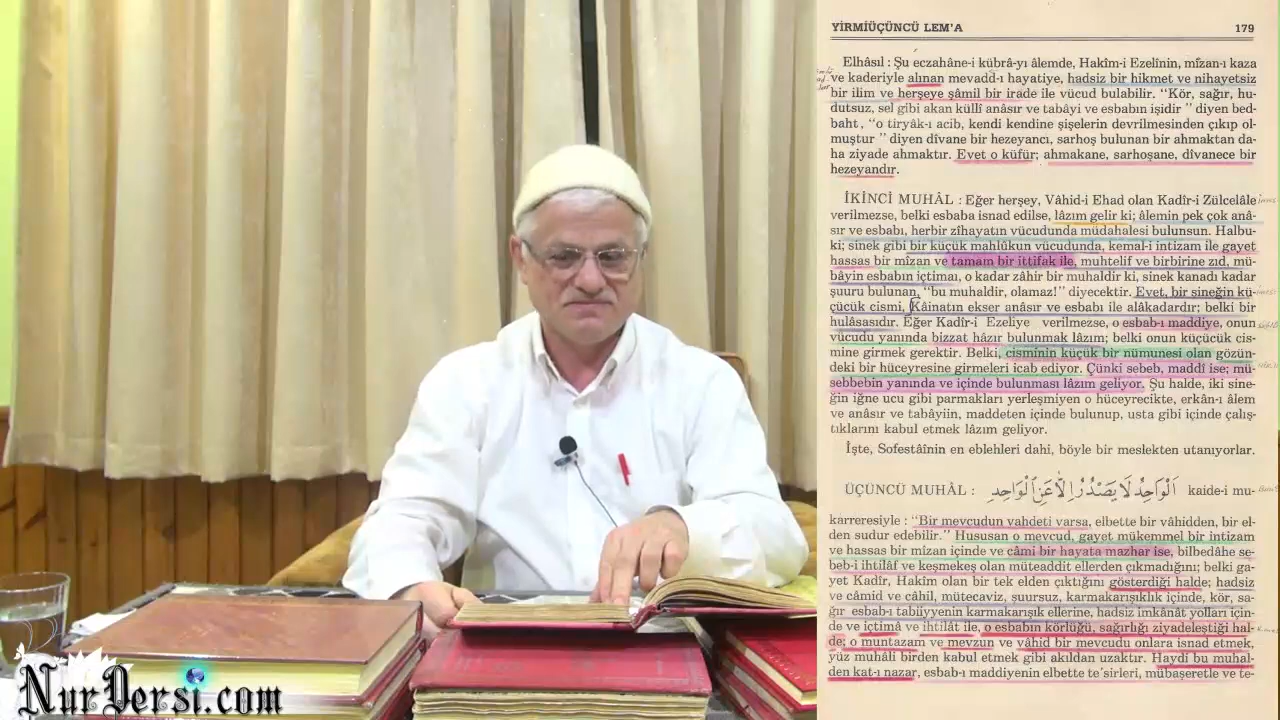 YİRMİÜÇÜNCÜ LEM'A 179
Elhâsıl : Şu eczahâne-i kübrâ-yı âlemde, Hakîm-i Ezelînin, mîzan-ı kaza
ve kaderiyle alınan mevadd-ı hayatiye, hadsiz bir hikmet ve nihayetsiz
bir ilim ve herşeye şâmil bir irade ile vücud bulabilir. "Kör, sağır, hu-
dutsuz, sel gibi akan küllî anâsır ve tabâyi ve esbabın işidir" diyen bed-
baht, "o tiryâk-ı acib, kendi kendine şişelerin devrilmesinden çıkıp ol-
muştur" diyen dîvane bir hezeyancı, sarhoş bulunan bir ahmaktan da-
ha ziyade ahmaktır. Evet o küfür; ahmakane, sarhoşane, dîvanece bir
hezeyandır.
İKİNCİ MUHÂL : Eğer herşey, Vâhid-i Ehad olan Kadîr-i Zülcelâle
verilmezse, belki esbaba isnad edilse, lâzım gelir ki; âlemin pek çok anâ-
sır ve esbabı, herbir zîhayatın vücudunda müdahalesi bulunsun. Halbu-
ki; sinek gibi bir küçük mahlûkun vücudunda, kemal-i intizam ile gayet
hassas bir mîzan ve tamam bir ittifak ile, muhtelif ve birbirine zıd, mü-
bâyin esbabın içtimaı, o kadar zâhir bir muhaldir ki, sinek kanadı kadar
şuuru bulunan, "bu muhaldir, olamaz!" diyecektir. Evet, bir sineğin kü-
çücük cismi, Kâinatın ekser anâsır ve esbabı ile alâkadardır; belki bir
hulâsasıdır. Eğer Kadîr-i Ezeliye verilmezse, o esbab-ı maddiye, onun
vücudu yanında bizzat hâzır bulunmak lâzım; belki onun küçücük cis-
mine girmek gerektir. Belki, cisminin küçük bir nümunesi olan gözün-
deki bir hüceyresine girmeleri icab ediyor. Çünki sebeb, maddî ise; mü-
sebbebin yanında ve içinde bulunması lâzım geliyor. Şu halde, iki sine-
ğin iğne ucu gibi parmakları yerleşmiyen o hüceyrecikte, erkân-ı âlem
ve anâsır ve tabâyiin, maddeten içinde bulunup, usta gibi içinde çalış-
tıklarını kabul etmek lâzım geliyor.
İşte, Sofestâînin en eblehleri dahi, böyle bir meslekten utanıyorlar.
ÜÇÜNCÜ MUHÂL : اَلْوَاحِدُ لَا يَصْدُرُ اِلَّا عَنِ الْوَاحِدِ kaide-i mu-
karreresiyle : "Bir mevcudun vahdeti varsa, elbette bir vâhidden, bir el-
den sudur edebilir." Hususan o mevcud, gayet mükemmel bir intizam
ve hassas bir mizan içinde ve câmi bir hayata mazhar ise, bilbedâhe se-
beb-i ihtilâf ve keşmekeş olan müteaddit ellerden çıkmadığını; belki ga-
yet Kadîr, Hakîm olan bir tek elden çıktığını gösterdiği halde; hadsiz
ve câmid ve câhil, mütecaviz, şuursuz, karmakarışıklık içinde, kör, sa-
ğır esbab-ı tabiiyyenin karmakarışık ellerine, hadsiz imkânât yolları için-
de ve içtimâ ve ihtilât ile, o esbabın körlüğü, sağırlığı ziyadeleştiği hal-
de; o muntazam ve mevzun ve vâhid bir mevcudu onlara isnad etmek,
yüz muhâli birden kabul etmek gibi akıldan uzaktır. Haydi bu muhal-
den kat-ı nazar, esbab-ı maddiyenin elbette te'sirleri, mübaşeretle ve te-
NurDersi.com